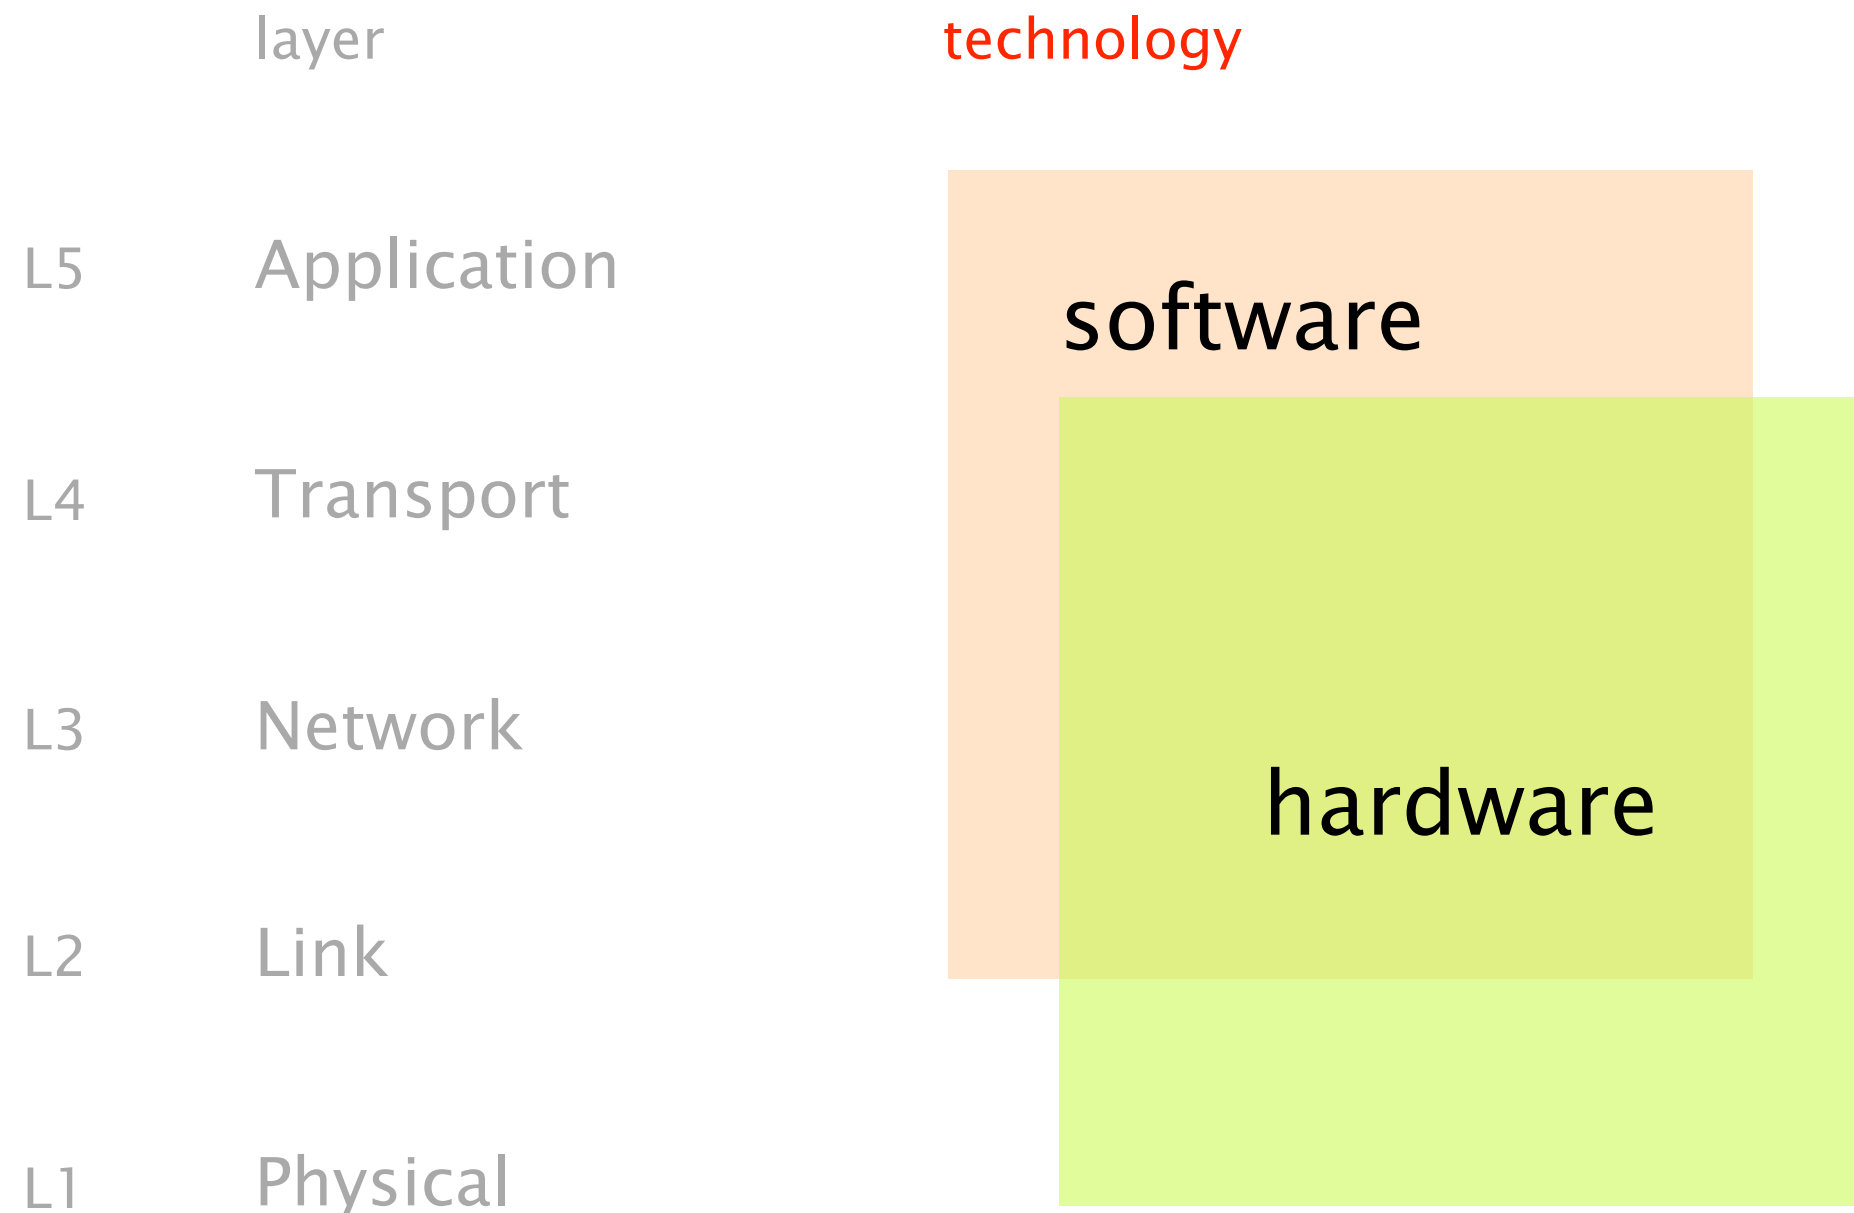 layer technology
L5 Application
software
L4 Transport
L3 Network
hardware
L2 Link
L1 Physical